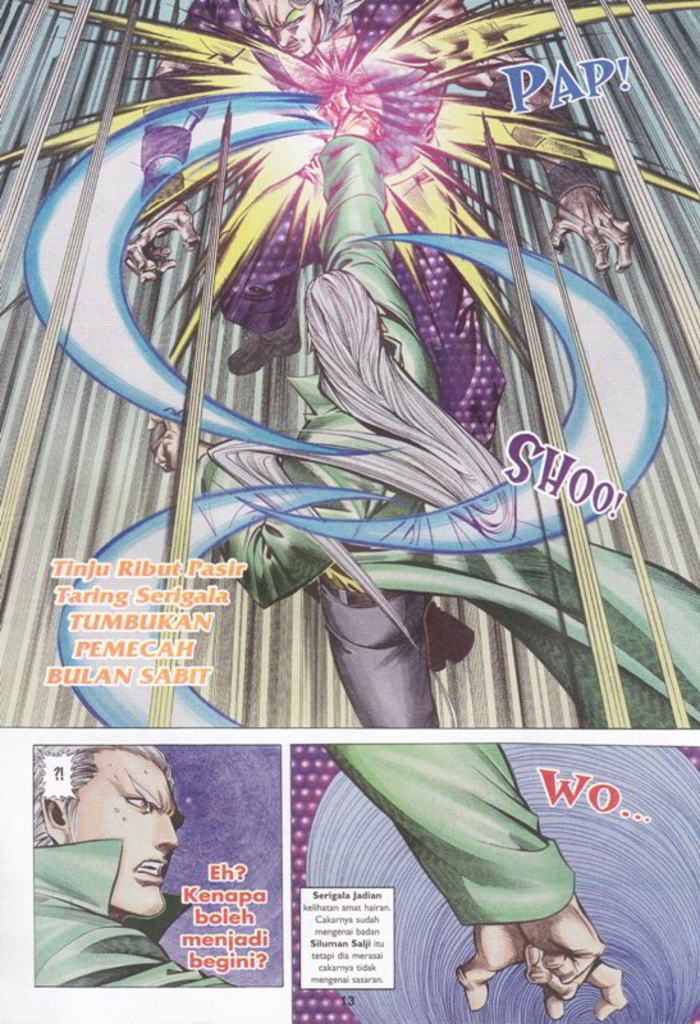 PAP!
SHOO!
Tinju Ribut Pasir
Taring Serigala
TUMBUKAN
PEMECAH
BULAN SABIT
?!
Eh?
Kenapa
boleh
menjadi
begini?
WO...
Serigala Jadian
kelihatan amat hairan.
Cakarnya sudah
mengenai badan
Siluman Salji itu
tetapi dia merasai
cakarnya tidak
mengenai sasaran.
13